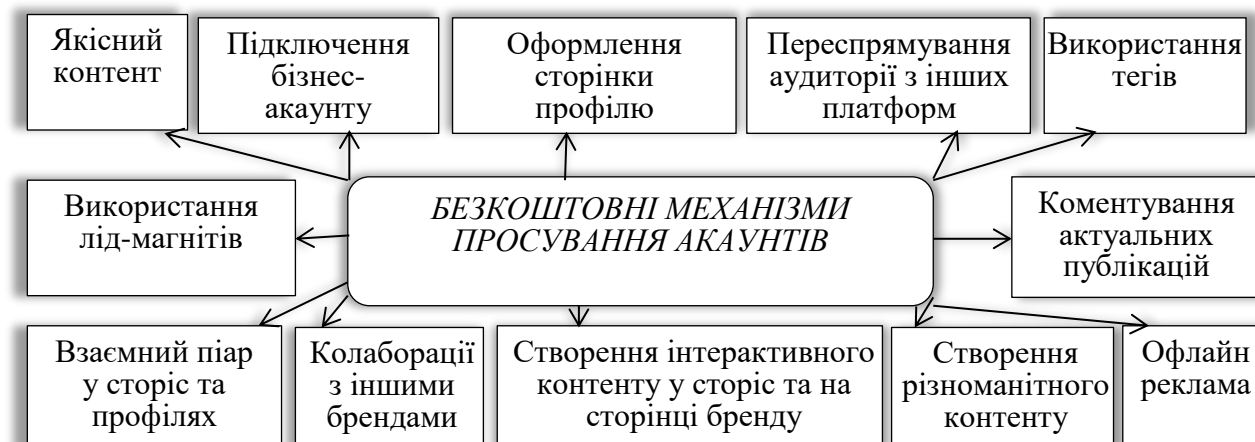 Якісний
контент
Підключення
бізнес-
акаунту
Оформлення
сторінки
профілю
Переспрямування
аудиторії з інших
платформ
Використання
тегів
Використання
лід-магнітів
БЕЗКОШТОВНІ МЕХАНІЗМИ
ПРОСУВАННЯ АКАУНТІВ
Коментування
актуальних
публікацій
Взаємний піар
у сторіс та
профілях
Колаборації
з іншими
брендами
Створення інтерактивного
контенту у сторіс та на
сторінці бренду
Створення
різноманітного
контенту
Офлайн
реклама